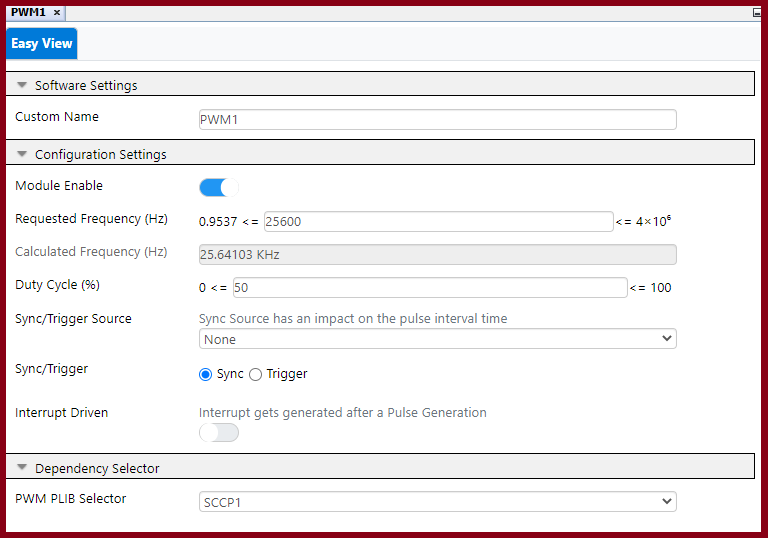 PWM1 ×
Easy View
Software Settings
Custom Name
PWM1
Configuration Settings
Module Enable
Requested Frequency (Hz) 0.9537 <= 25600 <= 4×10⁶
Calculated Frequency (Hz) 25.64103 KHz
Duty Cycle (%) 0 <= 50 <= 100
Sync/Trigger Source Sync Source has an impact on the pulse interval time
None
Sync/Trigger Sync Trigger
Interrupt Driven Interrupt gets generated after a Pulse Generation
Dependency Selector
PWM PLIB Selector SCCP1